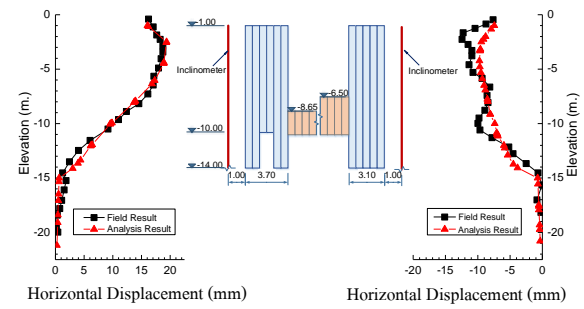 0
-5
-10
-15
-20
Elevation (m.)
0 5 10 15 20
Horizontal Displacement (mm)
Field Result
Analysis Result
-1.00
Inclinometer
-10.00
-14.00
-8.65
-6.50
1.00 3.70 3.10 1.00
Inclinometer
0
-5
-10
-15
-20
Elevation (m.)
Field Result
Analysis Result
-20 -15 -10 -5 0
Horizontal Displacement (mm)